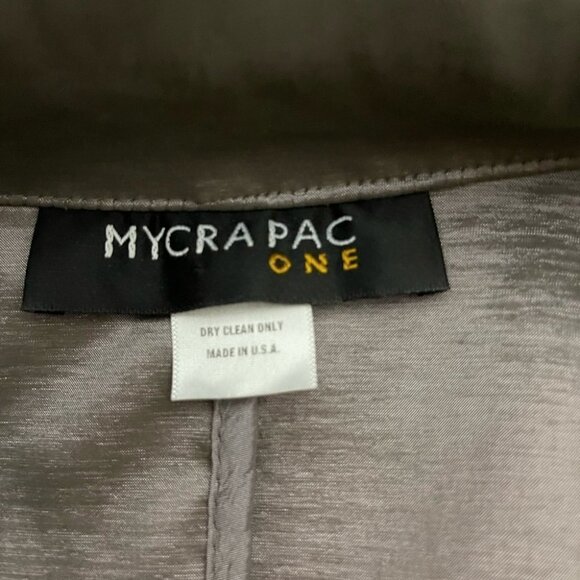 MYCRA PAC
ONE
DRY CLEAN ONLY
MADE IN U.S.A.